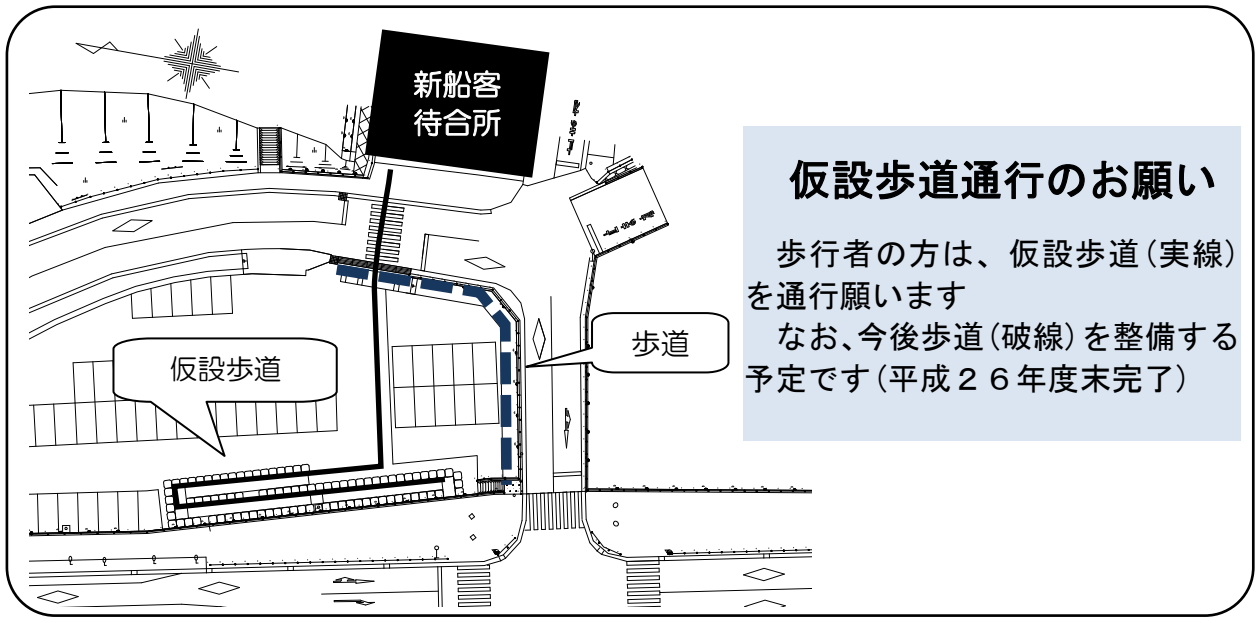 新船客
待合所
仮設歩道
歩道
仮設歩道通行のお願い
歩行者の方は、仮設歩道（実線）
を通行願います
なお、今後歩道（破線）を整備する
予定です（平成２６年度末完了）